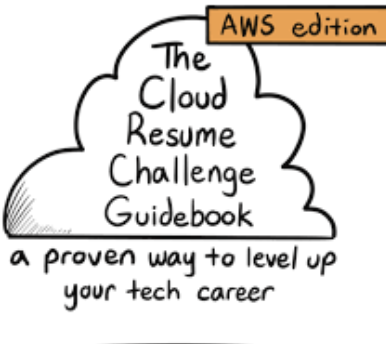 AWS edition
The
Cloud
Resume
Challenge
Guidebook
a proven way to level up
your tech career